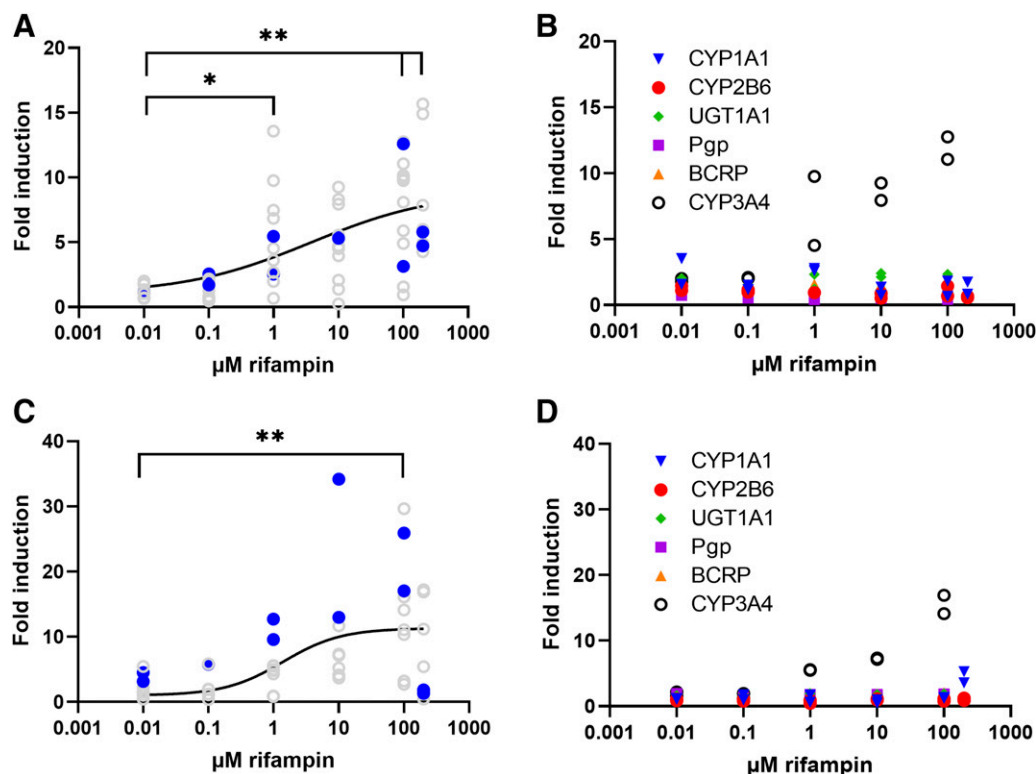 A
Fold induction
20
15
10
5
0
**
*
0.001 0.01 0.1 1 10 100 1000
µM rifampin
B
Fold induction
20
15
10
5
0
CYP1A1
CYP2B6
UGT1A1
Pgp
BCRP
CYP3A4
0.001 0.01 0.1 1 10 100 1000
µM rifampin
C
Fold induction
40
30
20
10
0
**
0.001 0.01 0.1 1 10 100 1000
µM rifampin
D
Fold induction
40
30
20
10
0
CYP1A1
CYP2B6
UGT1A1
Pgp
BCRP
CYP3A4
0.001 0.01 0.1 1 10 100 1000
µM rifampin